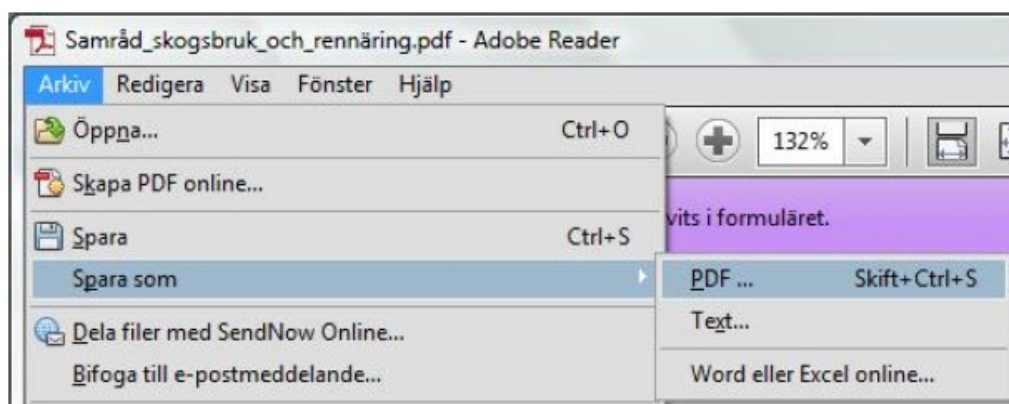 Samråd_skogsbruk_och_rennäring.pdf - Adobe Reader
Arkiv Redigera Visa Fönster Hjälp
Öppna... Ctrl+O
132%
Skapa PDF online...
vits i formuläret.
Spara Ctrl+S
Spara som
PDF ... Skift+Ctrl+S
Text...
Word eller Excel online...
Dela filer med SendNow Online...
Bifoga till e-postmeddelande...